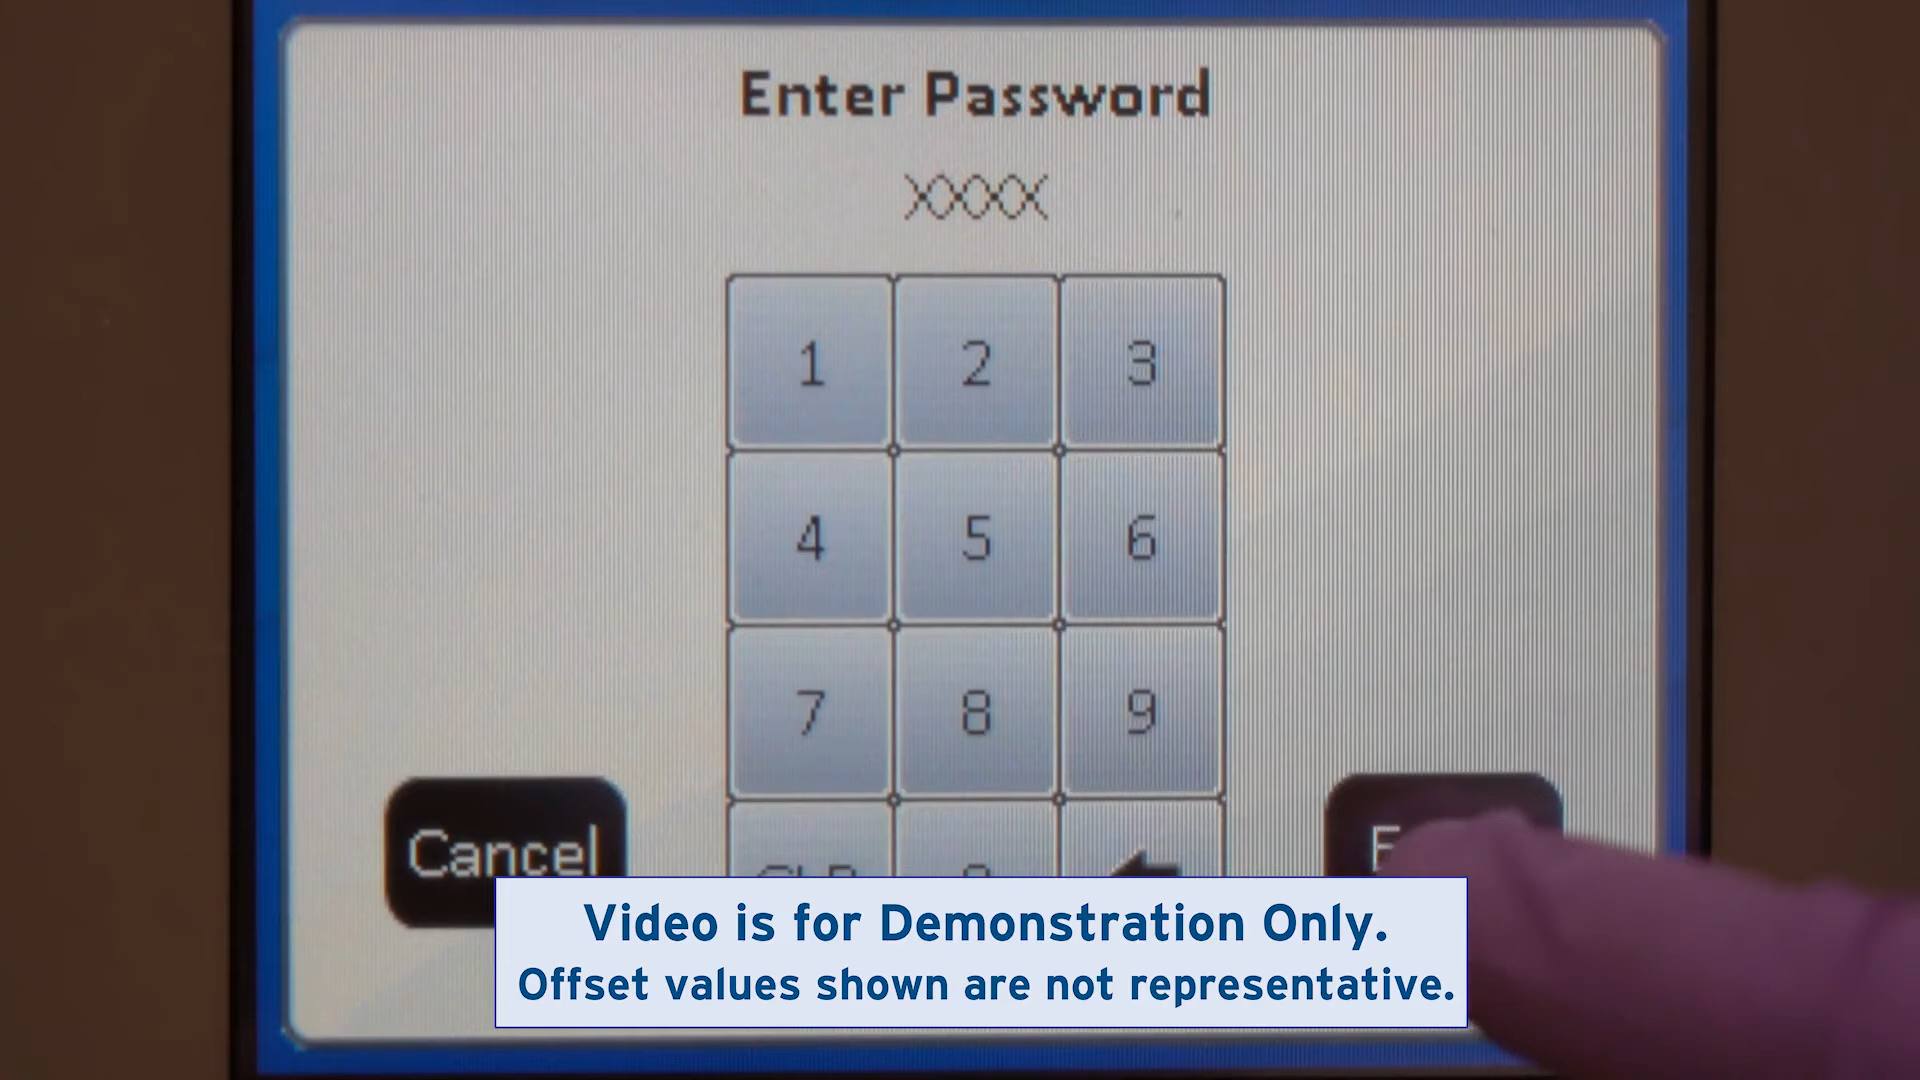 Enter Password
XXXX
1 2 3
4 5 6
7 8 9
Cancel
Video is for Demonstration Only.
Offset values shown are not representative.